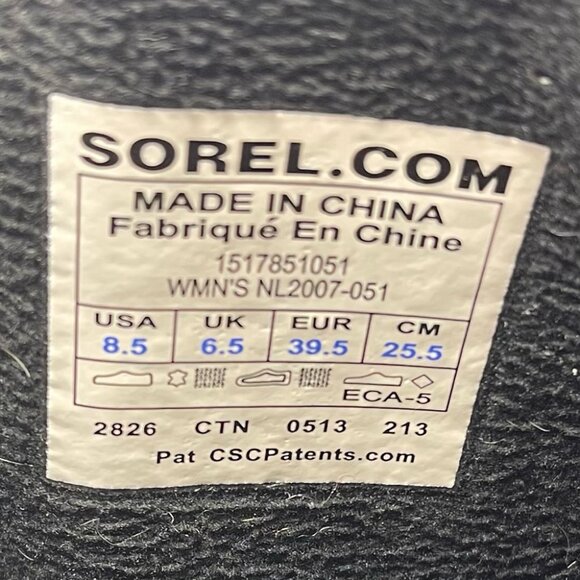 SOREL.COM
MADE IN CHINA
Fabriqué En Chine
1517851051
WMN'S NL2007-051
USA UK EUR CM
8.5 6.5 39.5 25.5
ECA-5
2826 CTN 0513 213
Pat CSCPatents.com